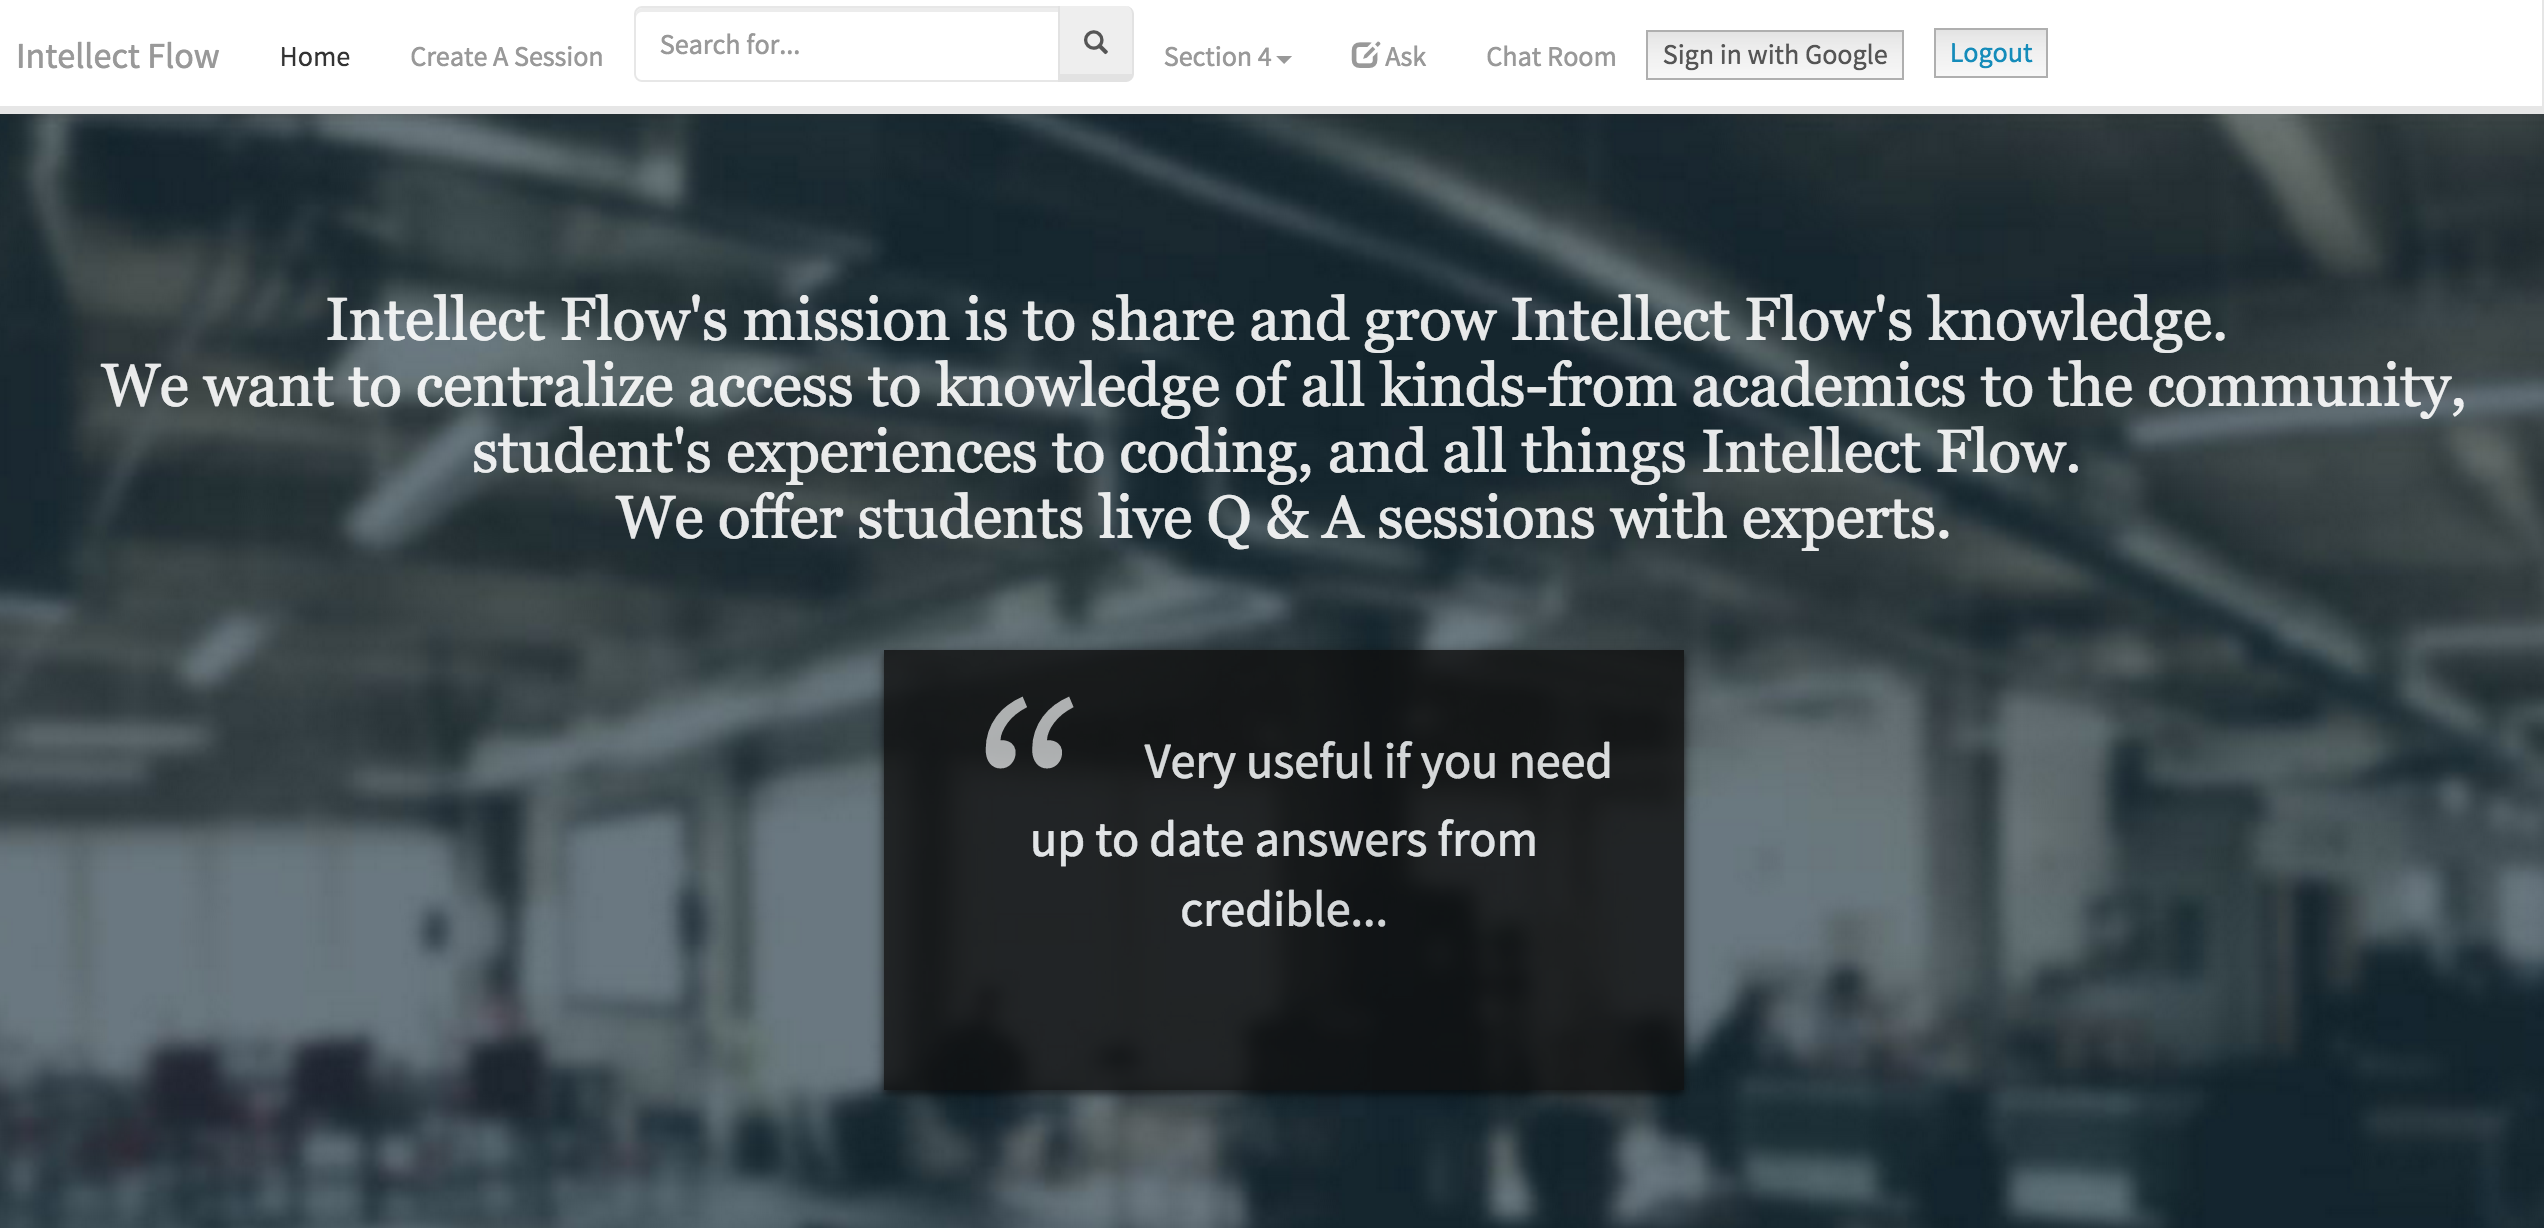 Intellect Flow Home Create A Session Search for... Section 4 Ask Chat Room Sign in with Google Logout
Intellect Flow's mission is to share and grow Intellect Flow's knowledge.
We want to centralize access to knowledge of all kinds-from academics to the community,
student's experiences to coding, and all things Intellect Flow.
We offer students live Q & A sessions with experts.
“ Very useful if you need
up to date answers from
credible...